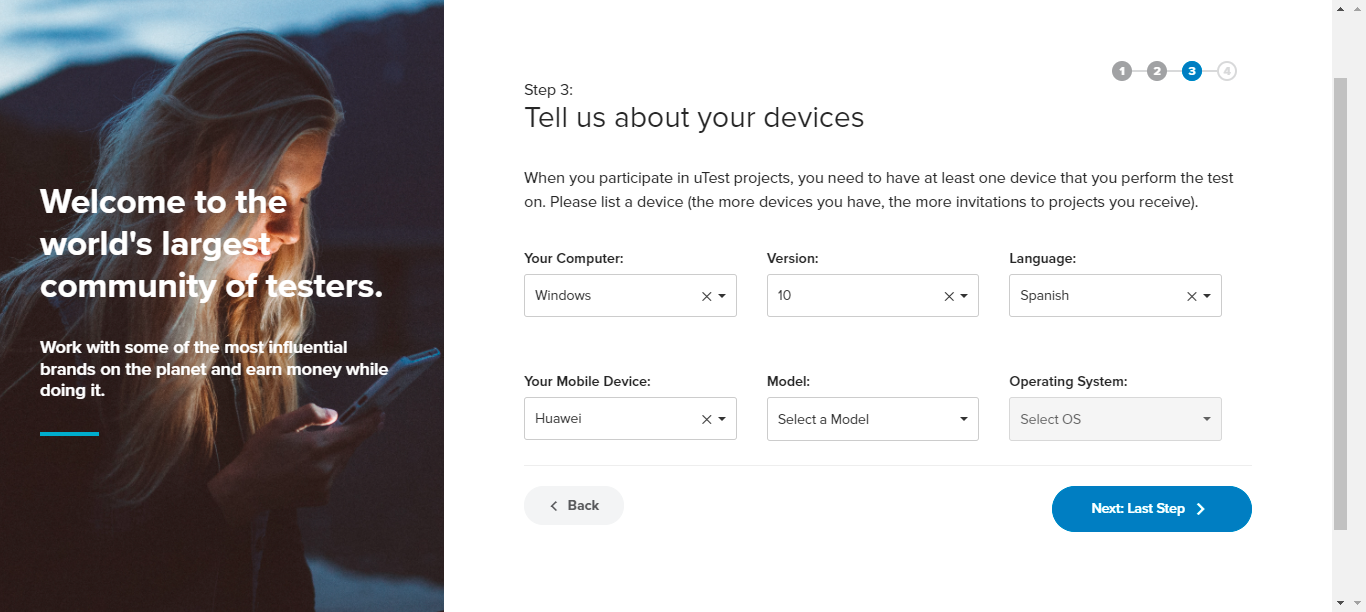 Welcome to the
world's largest
community of testers.
Work with some of the most influential
brands on the planet and earn money while
doing it.
1 2 3 4
Step 3:
Tell us about your devices
When you participate in uTest projects, you need to have at least one device that you perform the test
on. Please list a device (the more devices you have, the more invitations to projects you receive).
Your Computer: Version: Language:
Windows 10 Spanish
Your Mobile Device: Model: Operating System:
Huawei Select a Model Select OS
Back Next: Last Step